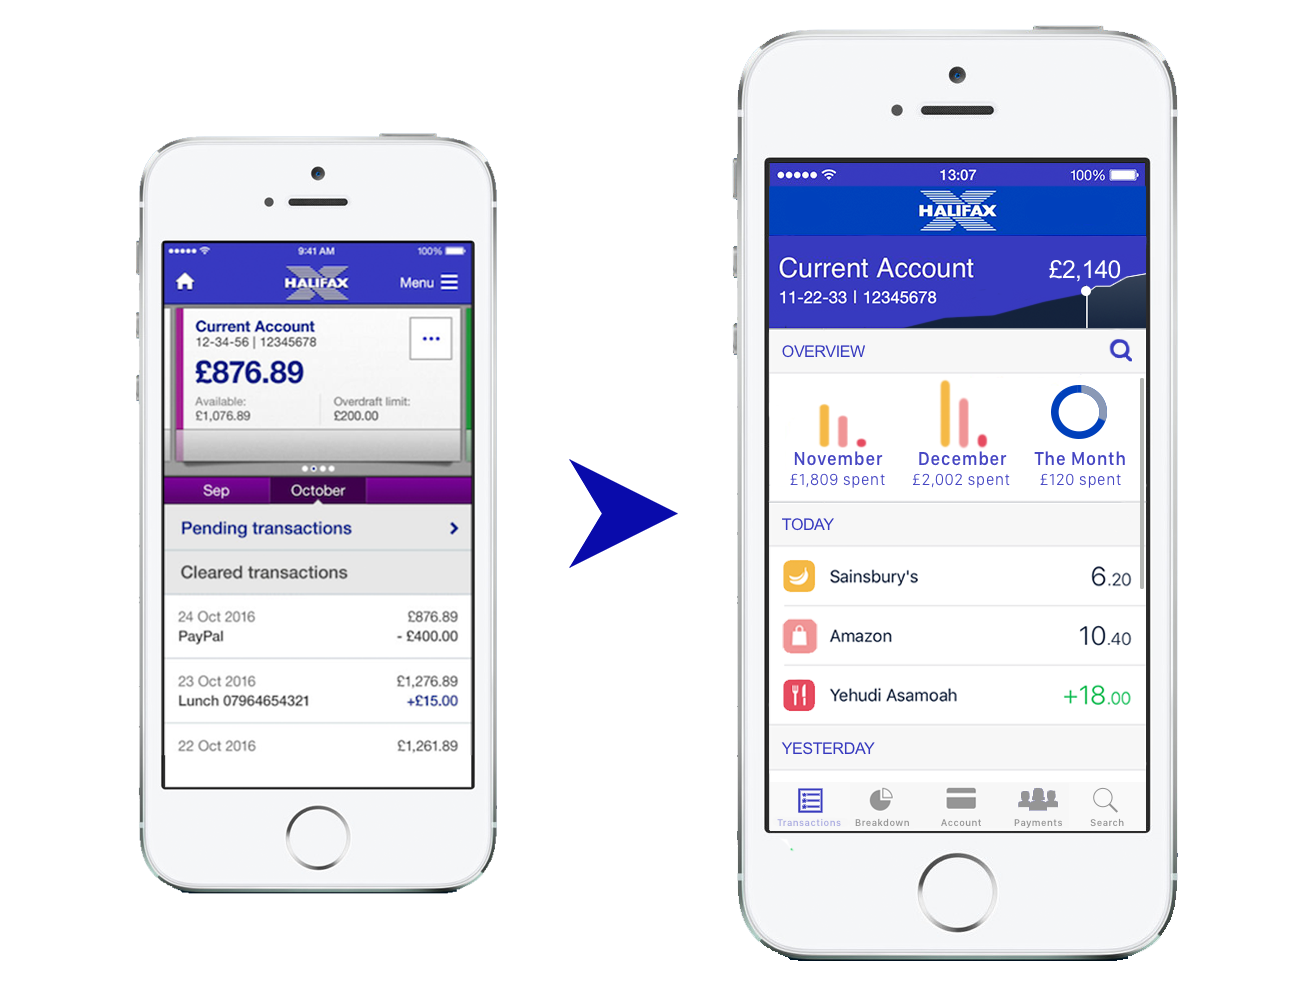 9:41 AM 100%
HALIFAX
Menu
Current Account
12-34-56 | 12345678
£876.89
Available: Overdraft limit:
£1,076.89 £200.00
Sep October
Pending transactions
Cleared transactions
24 Oct 2016 £876.89
PayPal - £400.00
23 Oct 2016 £1,276.89
Lunch 07964654321 +£15.00
22 Oct 2016 £1,261.89
13:07 100%
HALIFAX
Current Account £2,140
11-22-33 | 12345678
OVERVIEW
November December The Month
£1,809 spent £2,002 spent £120 spent
TODAY
Sainsbury's 6.20
Amazon 10.40
Yehudi Asamoah +18.00
YESTERDAY
Transactions Breakdown Account Payments Search